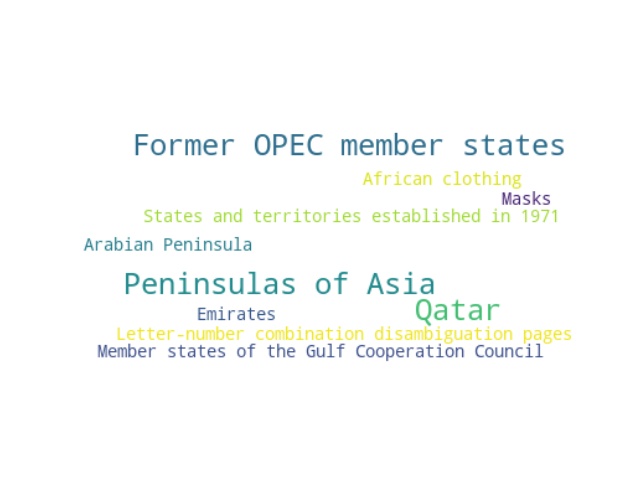 Former OPEC member states
African clothing
Masks
States and territories established in 1971
Arabian Peninsula
Peninsulas of Asia
Qatar
Emirates
Letter-number combination disambiguation pages
Member states of the Gulf Cooperation Council